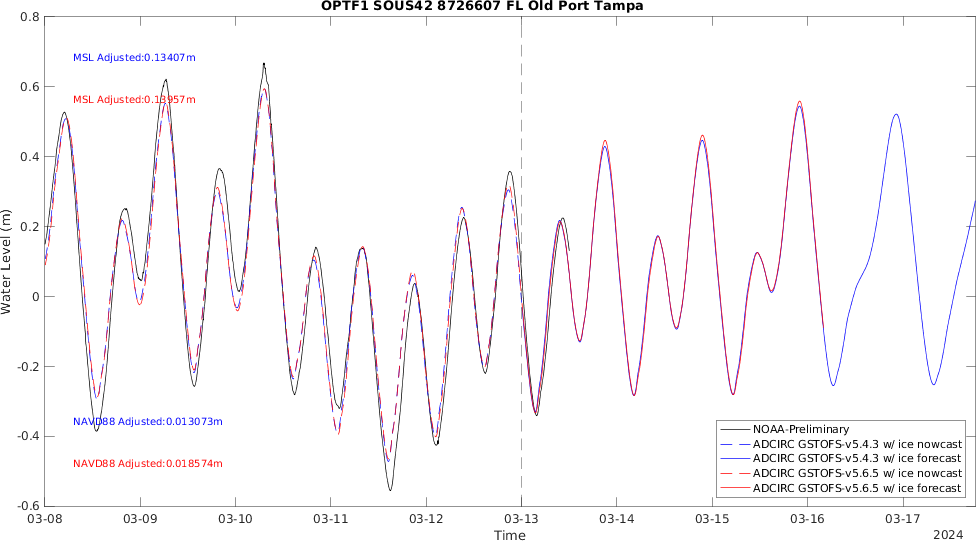 OPTF1 SOUS42 8726607 FL Old Port Tampa
0.8
0.6
0.4
0.2
0
-0.2
-0.4
-0.6
Water Level (m)
MSL Adjusted:0.13407m
MSL Adjusted:0.13957m
NAVD88 Adjusted:0.013073m
NAVD88 Adjusted:0.018574m
NOAA-Preliminary
ADCIRC GSTOFS-v5.4.3 w/ ice nowcast
ADCIRC GSTOFS-v5.4.3 w/ ice forecast
ADCIRC GSTOFS-v5.6.5 w/ ice nowcast
ADCIRC GSTOFS-v5.6.5 w/ ice forecast
03-08 03-09 03-10 03-11 03-12 03-13 03-14 03-15 03-16 03-17
Time
2024